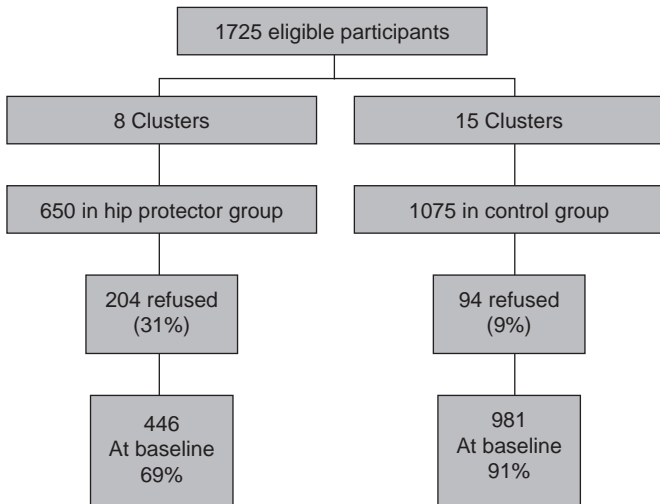 1725 eligible participants
8 Clusters
15 Clusters
650 in hip protector group
1075 in control group
204 refused
(31%)
94 refused
(9%)
446
At baseline
69%
981
At baseline
91%